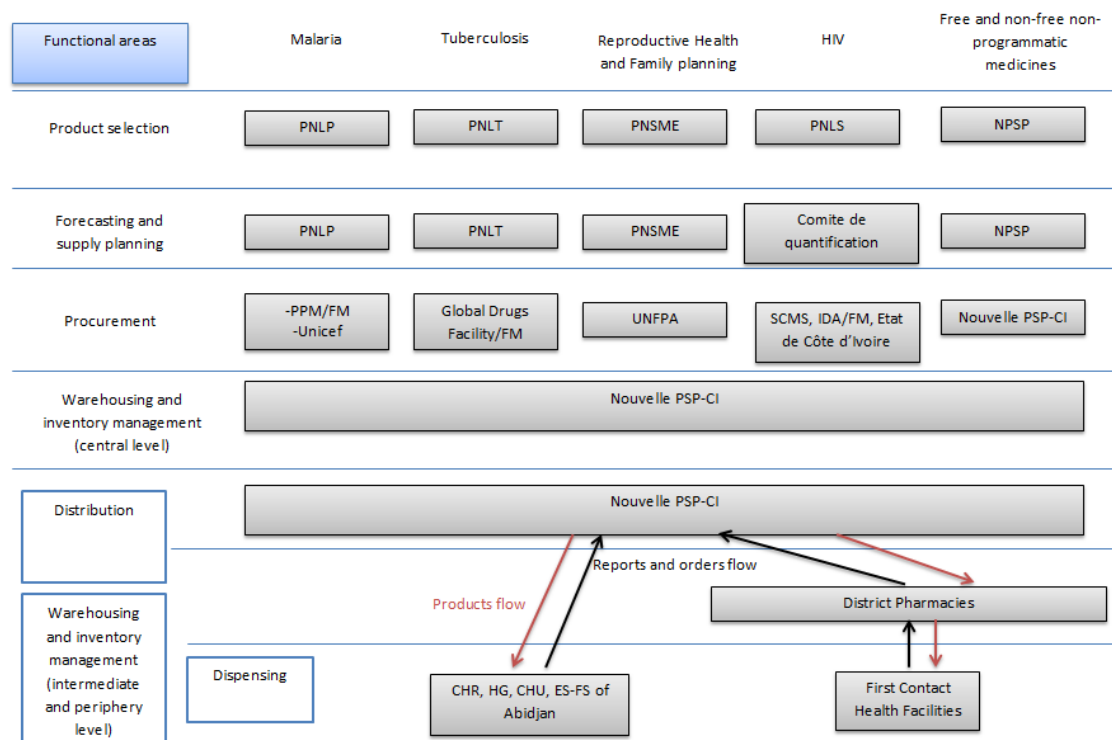 Functional areas
Malaria
Tuberculosis
Reproductive Health
and Family planning
HIV
Free and non-free non-
programmatic
medicines
Product selection
PNLP
PNLT
PNSME
PNLS
NPSP
Forecasting and
supply planning
PNLP
PNLT
PNSME
Comite de
quantification
NPSP
Procurement
-PPM/FM
-Unicef
Global Drugs
Facility/FM
UNFPA
SCMS, IDA/FM, Etat
de Côte d'Ivoire
Nouvelle PSP-CI
Warehousing and
inventory management
(central level)
Nouvelle PSP-CI
Distribution
Nouvelle PSP-CI
Reports and orders flow
Products flow
District Pharmacies
Warehousing
and inventory
management
(intermediate
and periphery
level)
Dispensing
CHR, HG, CHU, ES-FS of
Abidjan
First Contact
Health Facilities